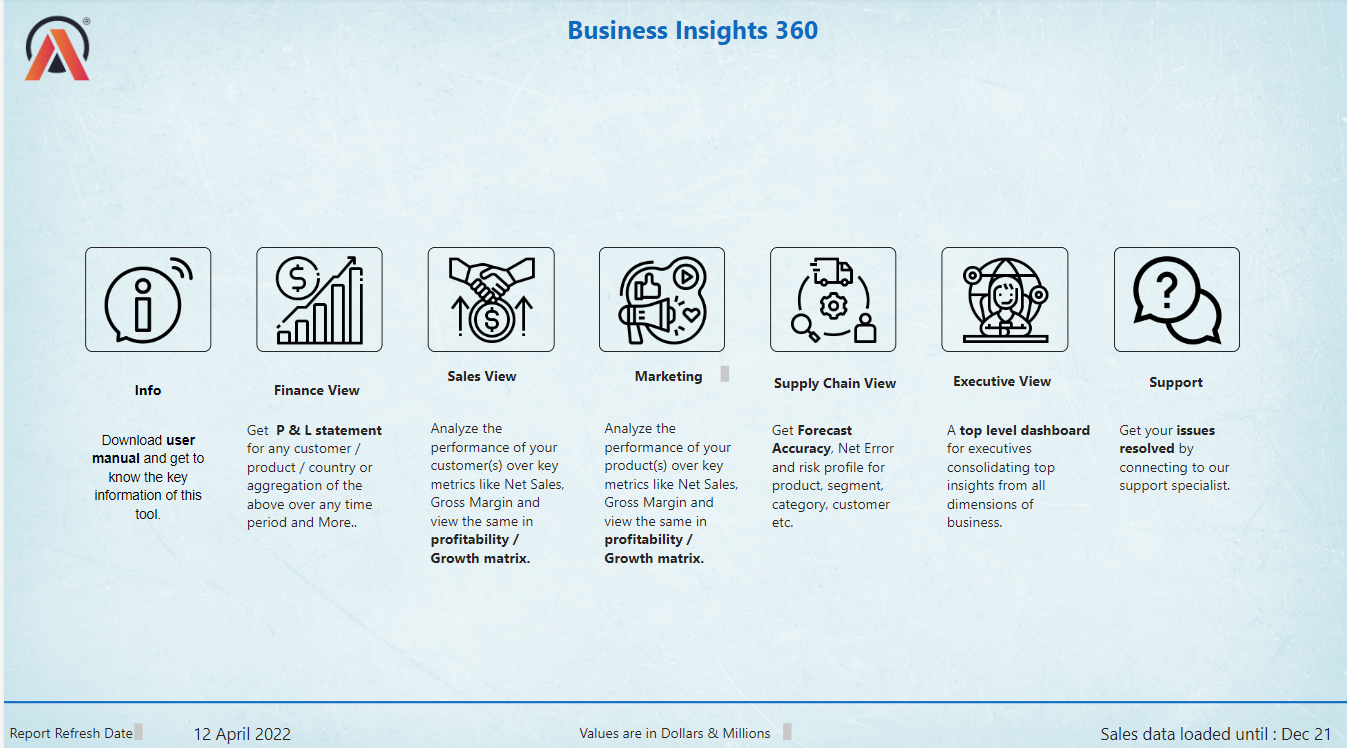 ®
Business Insights 360
Info
Download user
manual and get to
know the key
information of this
tool.
Finance View
Get P & L statement
for any customer /
product / country or
aggregation of the
above over any time
period and More..
Sales View
Analyze the
performance of your
customer(s) over key
metrics like Net Sales,
Gross Margin and
view the same in
profitability /
Growth matrix.
Marketing
Analyze the
performance of your
product(s) over key
metrics like Net Sales,
Gross Margin and
view the same in
profitability /
Growth matrix.
Supply Chain View
Get Forecast
Accuracy, Net Error
and risk profile for
product, segment,
category, customer
etc.
Executive View
A top level dashboard
for executives
consolidating top
insights from all
dimensions of
business.
Support
Get your issues
resolved by
connecting to our
support specialist.
Report Refresh Date 12 April 2022
Values are in Dollars & Millions
Sales data loaded until : Dec 21